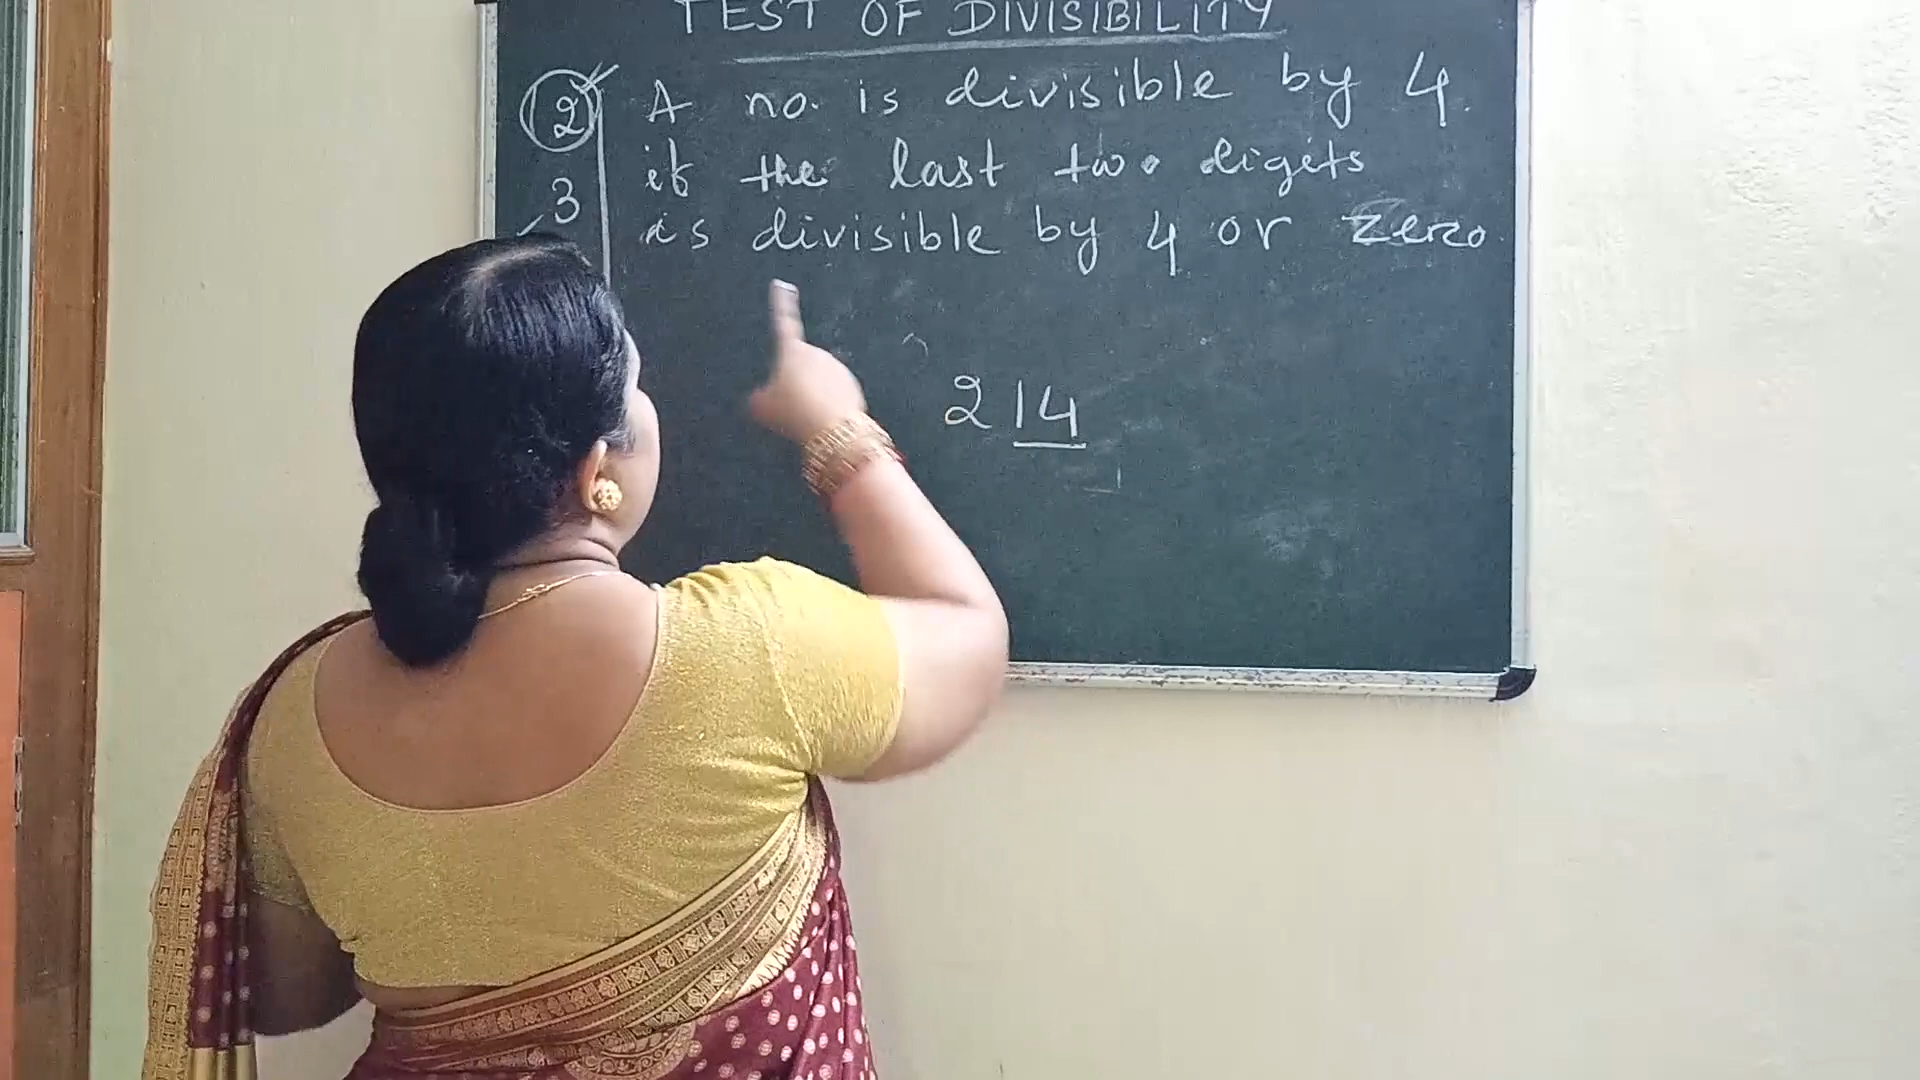 TEST OF DIVISIBILITY
2 A no. is divisible by 4.
3 if the last two digits
is divisible by 4 or zero.
214